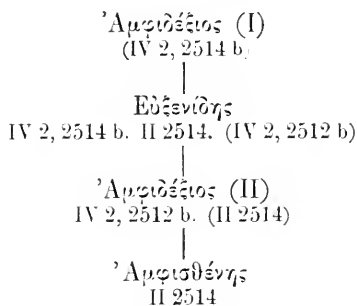 Ἀμφιδέξιος (I)
(IV 2, 2514 b)
Εὐξενίδης
IV 2, 2514 b. II 2514. (IV 2, 2512 b)
Ἀμφιδέξιος (II)
IV 2, 2512 b. (II 2514)
Ἀμφισθένης
II 2514